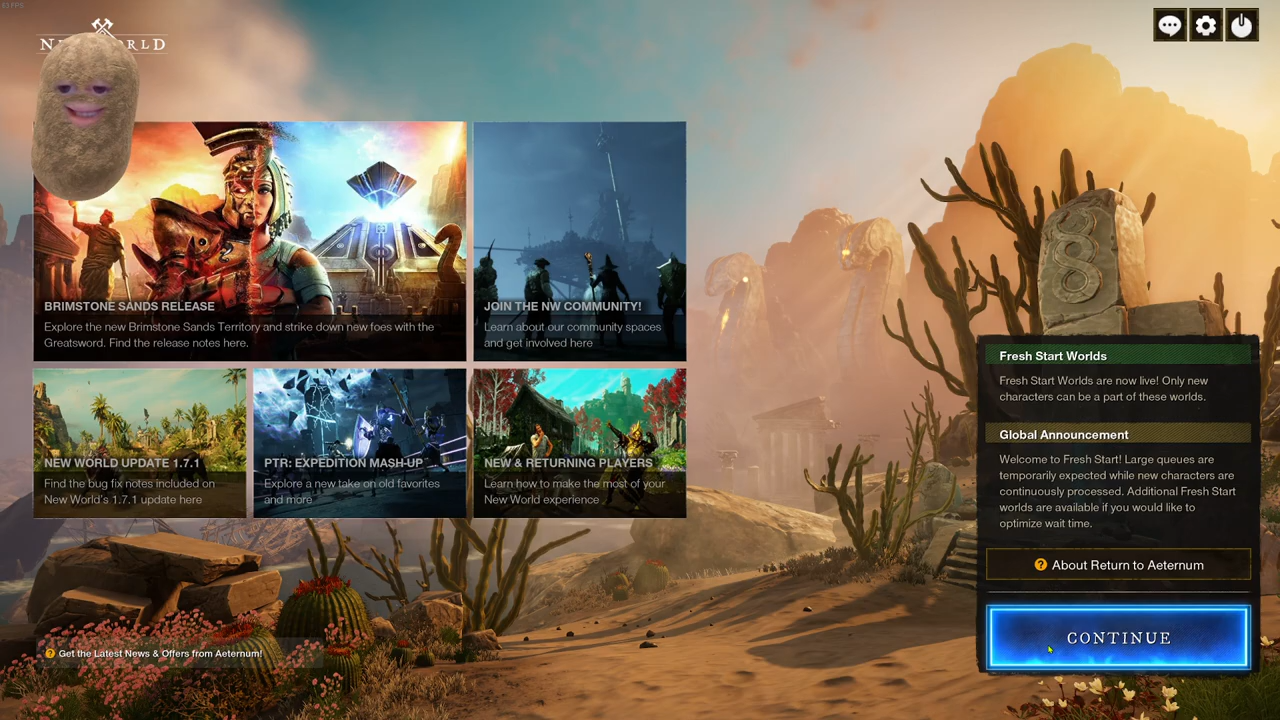 63 FPS
BRIMSTONE SANDS RELEASE
Explore the new Brimstone Sands Territory and strike down new foes with the
Greatsword. Find the release notes here.
JOIN THE NW COMMUNITY!
Learn about our community spaces
and get involved here
NEW WORLD UPDATE 1.7.1
Find the bug fix notes included on
New World's 1.7.1 update here
PTR: EXPEDITION MASH-UP
Explore a new take on old favorites
and more
NEW & RETURNING PLAYERS
Learn how to make the most of your
New World experience
Get the Latest News & Offers from Aeternum!
Fresh Start Worlds
Fresh Start Worlds are now live! Only new
characters can be a part of these worlds.
Global Announcement
Welcome to Fresh Start! Large queues are
temporarily expected while new characters are
continuously processed. Additional Fresh Start
worlds are available if you would like to
optimize wait time.
About Return to Aeternum
CONTINUE